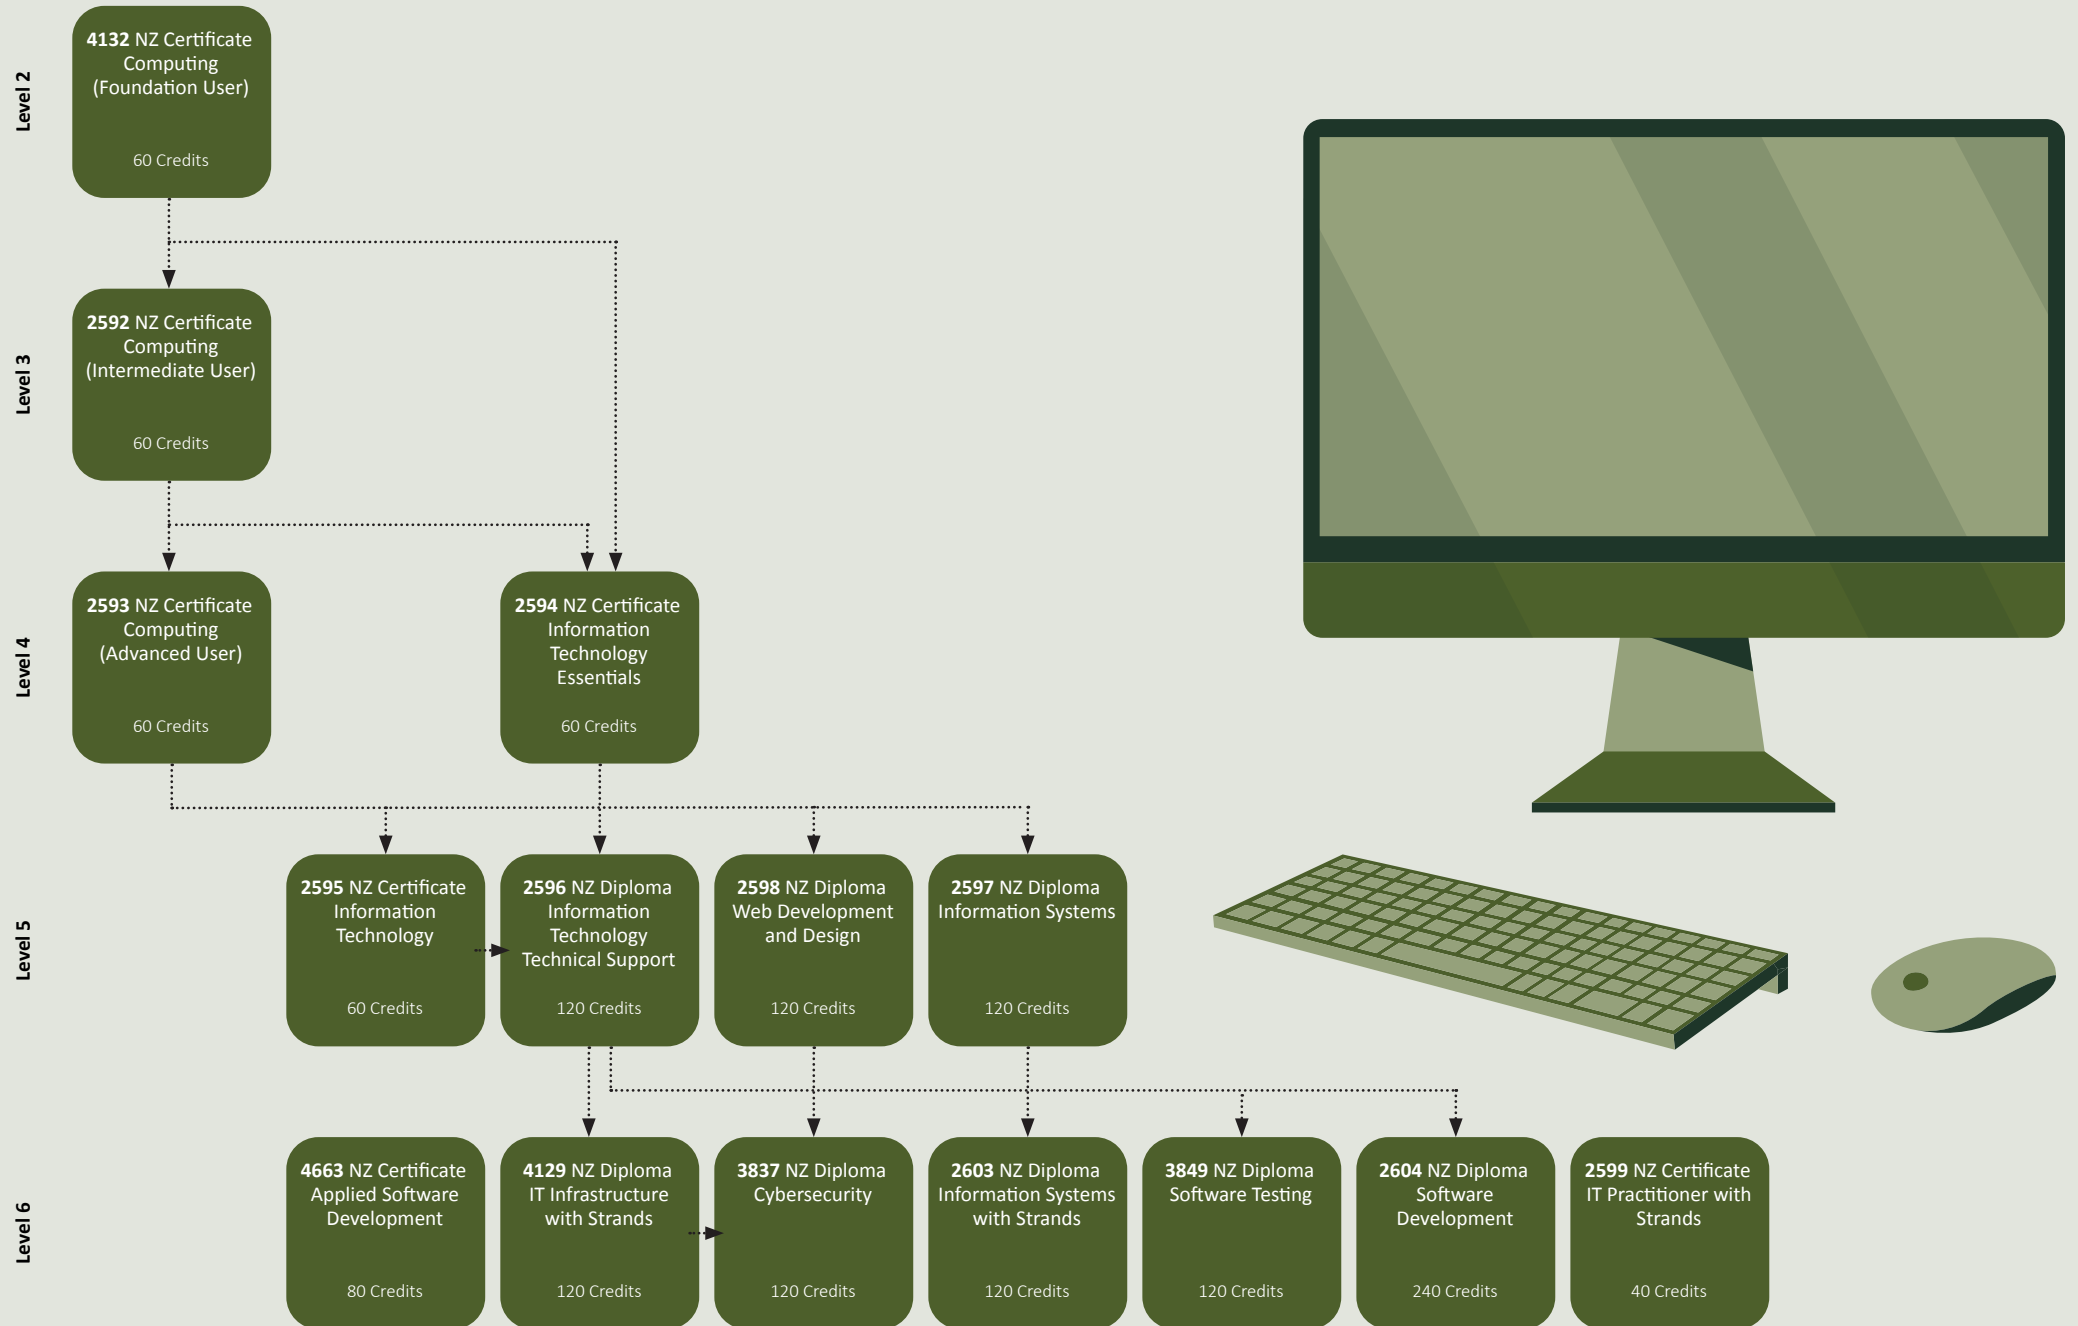 Level 2
4132 NZ Certificate
Computing
(Foundation User)
60 Credits
Level 3
2592 NZ Certificate
Computing
(Intermediate User)
60 Credits
Level 4
2593 NZ Certificate
Computing
(Advanced User)
60 Credits
2594 NZ Certificate
Information
Technology
Essentials
60 Credits
Level 5
2595 NZ Certificate
Information
Technology
60 Credits
2596 NZ Diploma
Information
Technology
Technical Support
120 Credits
2598 NZ Diploma
Web Development
and Design
120 Credits
2597 NZ Diploma
Information Systems
120 Credits
Level 6
4663 NZ Certificate
Applied Software
Development
80 Credits
4129 NZ Diploma
IT Infrastructure
with Strands
120 Credits
3837 NZ Diploma
Cybersecurity
120 Credits
2603 NZ Diploma
Information Systems
with Strands
120 Credits
3849 NZ Diploma
Software Testing
120 Credits
2604 NZ Diploma
Software
Development
240 Credits
2599 NZ Certificate
IT Practitioner with
Strands
40 Credits